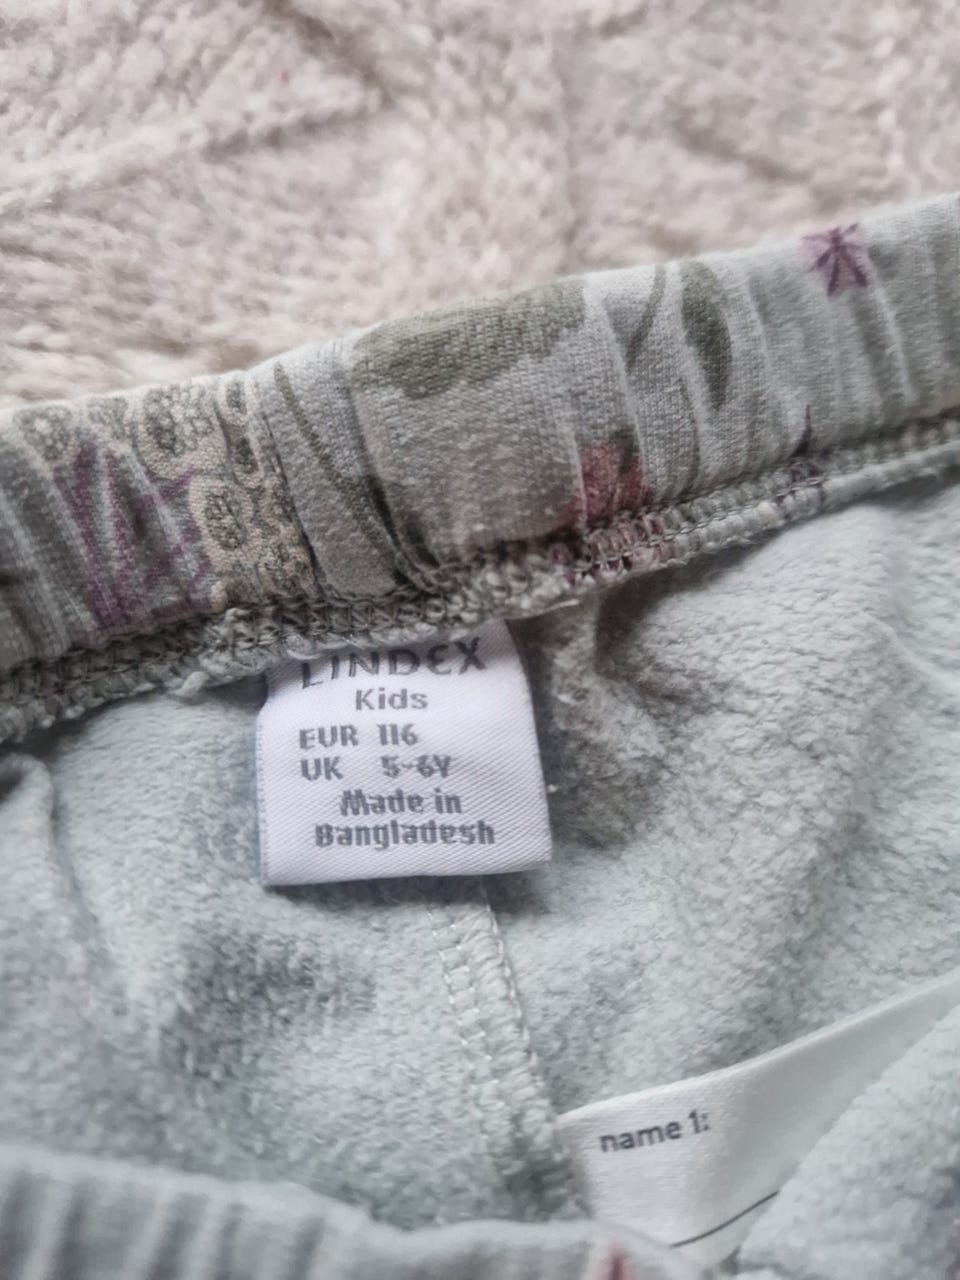 LINDEX
Kids
EUR 116
UK 5-6Y
Made in
Bangladesh
name 1: